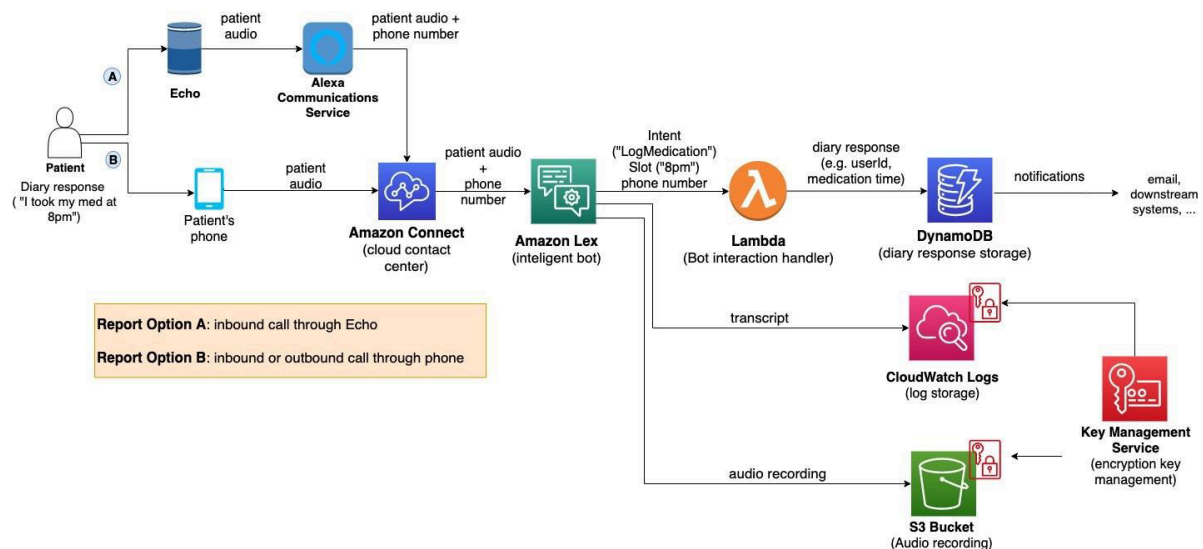 patient
audio
patient audio +
phone number
A
Echo
Alexa
Communications
Service
Patient
B
Diary response
( "I took my med at
8pm")
Patient's
phone
patient
audio
Amazon Connect
(cloud contact
center)
patient audio
+
phone
number
Amazon Lex
(inteligent bot)
Intent
("LogMedication")
Slot ("8pm")
phone number
Lambda
(Bot interaction handler)
diary response
(e.g. userId,
medication time)
DynamoDB
(diary response storage)
notifications
email,
downstream
systems, ...
Report Option A: inbound call through Echo
Report Option B: inbound or outbound call through phone
transcript
CloudWatch Logs
(log storage)
Key Management
Service
(encryption key
management)
audio recording
S3 Bucket
(Audio recording)